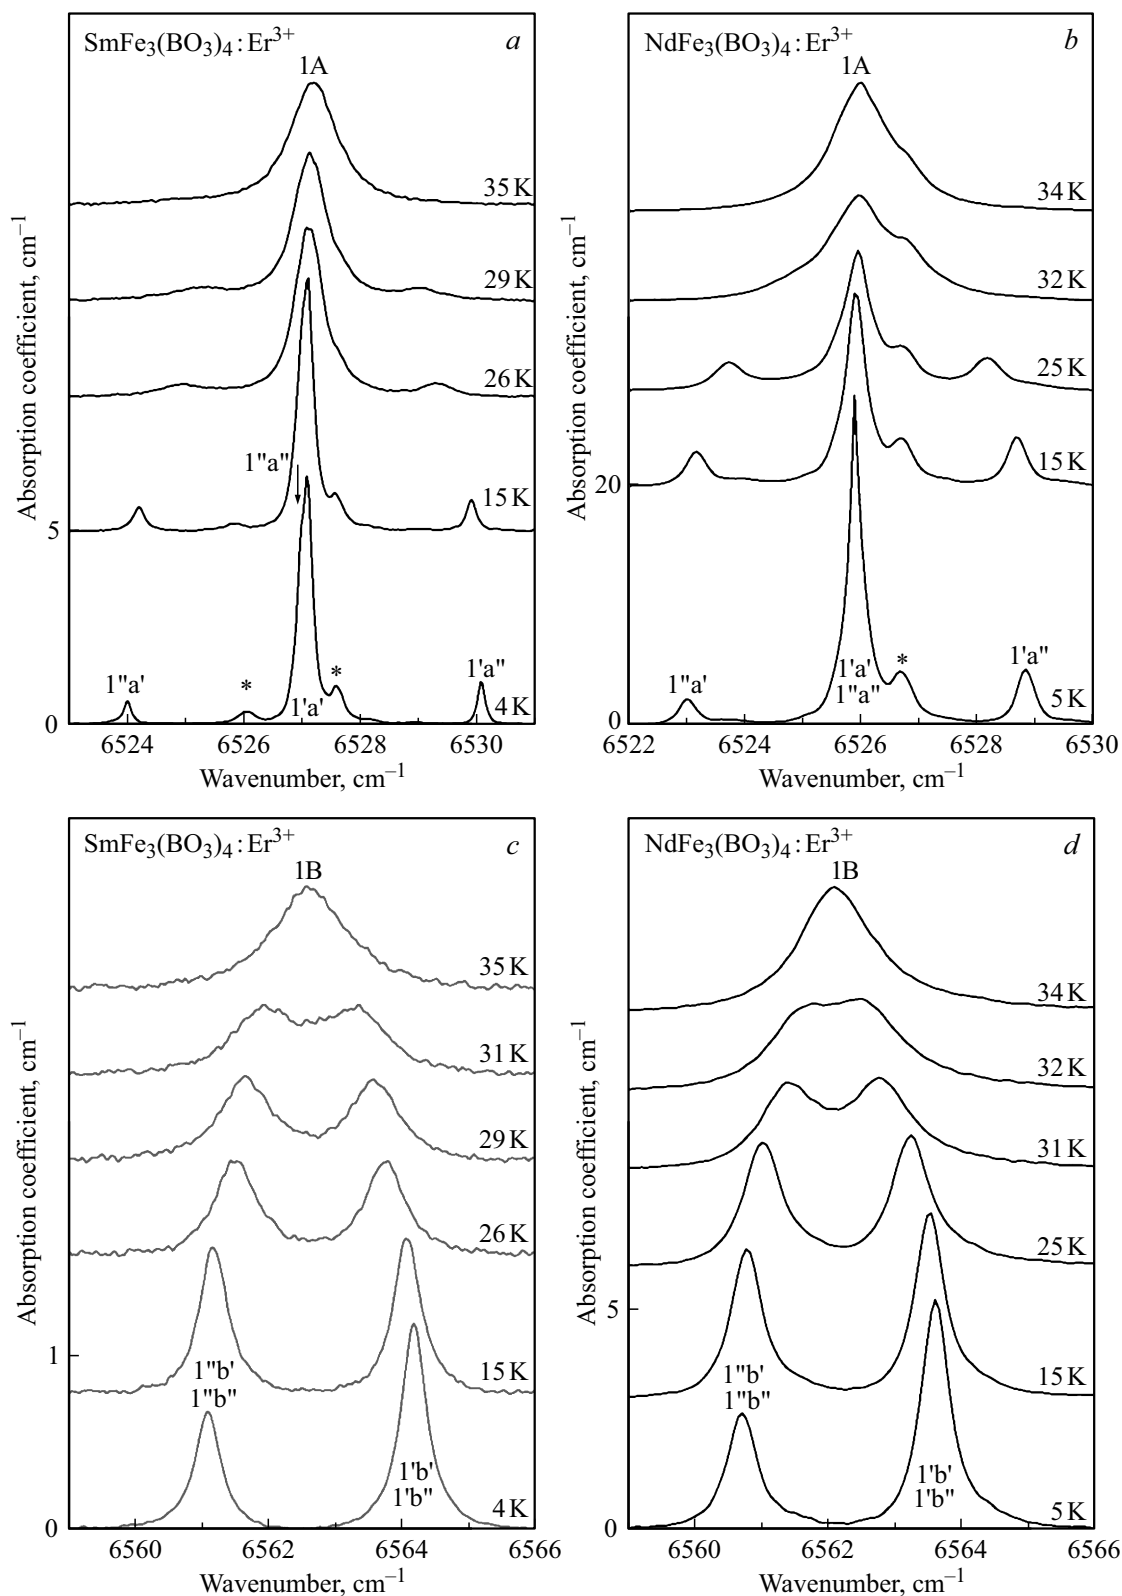 SmFe₃(BO₃)₄ : Er³⁺
a
1A
35 K
29 K
26 K
1"a"
15 K
5
1"a'
*
1'a'
*
1'a"
4 K
0
6524
6526
6528
6530
Wavenumber, cm⁻¹
Absorption coefficient, cm⁻¹
NdFe₃(BO₃)₄ : Er³⁺
b
1A
34 K
32 K
25 K
15 K
20
10
1"a'
1'a'
1"a"
*
1'a"
5 K
0
6522
6524
6526
6528
6530
Wavenumber, cm⁻¹
Absorption coefficient, cm⁻¹
SmFe₃(BO₃)₄ : Er³⁺
c
1B
35 K
31 K
29 K
26 K
15 K
1
1"b'
1"b"
1'b'
1'b"
4 K
0
6560
6562
6564
6566
Wavenumber, cm⁻¹
Absorption coefficient, cm⁻¹
NdFe₃(BO₃)₄ : Er³⁺
d
1B
34 K
32 K
31 K
25 K
5
15 K
1"b'
1"b"
1'b'
1'b"
5 K
0
6560
6562
6564
6566
Wavenumber, cm⁻¹
Absorption coefficient, cm⁻¹